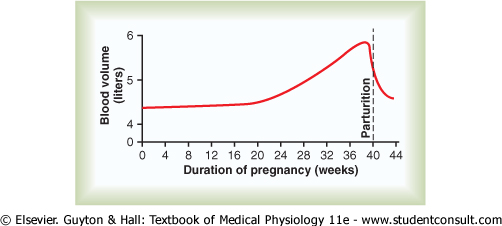 6
5
4
0
Blood volume
(liters)
Parturition
0 4 8 12 16 20 24 28 32 36 40 44
Duration of pregnancy (weeks)
© Elsevier. Guyton & Hall: Textbook of Medical Physiology 11e - www.studentconsult.com